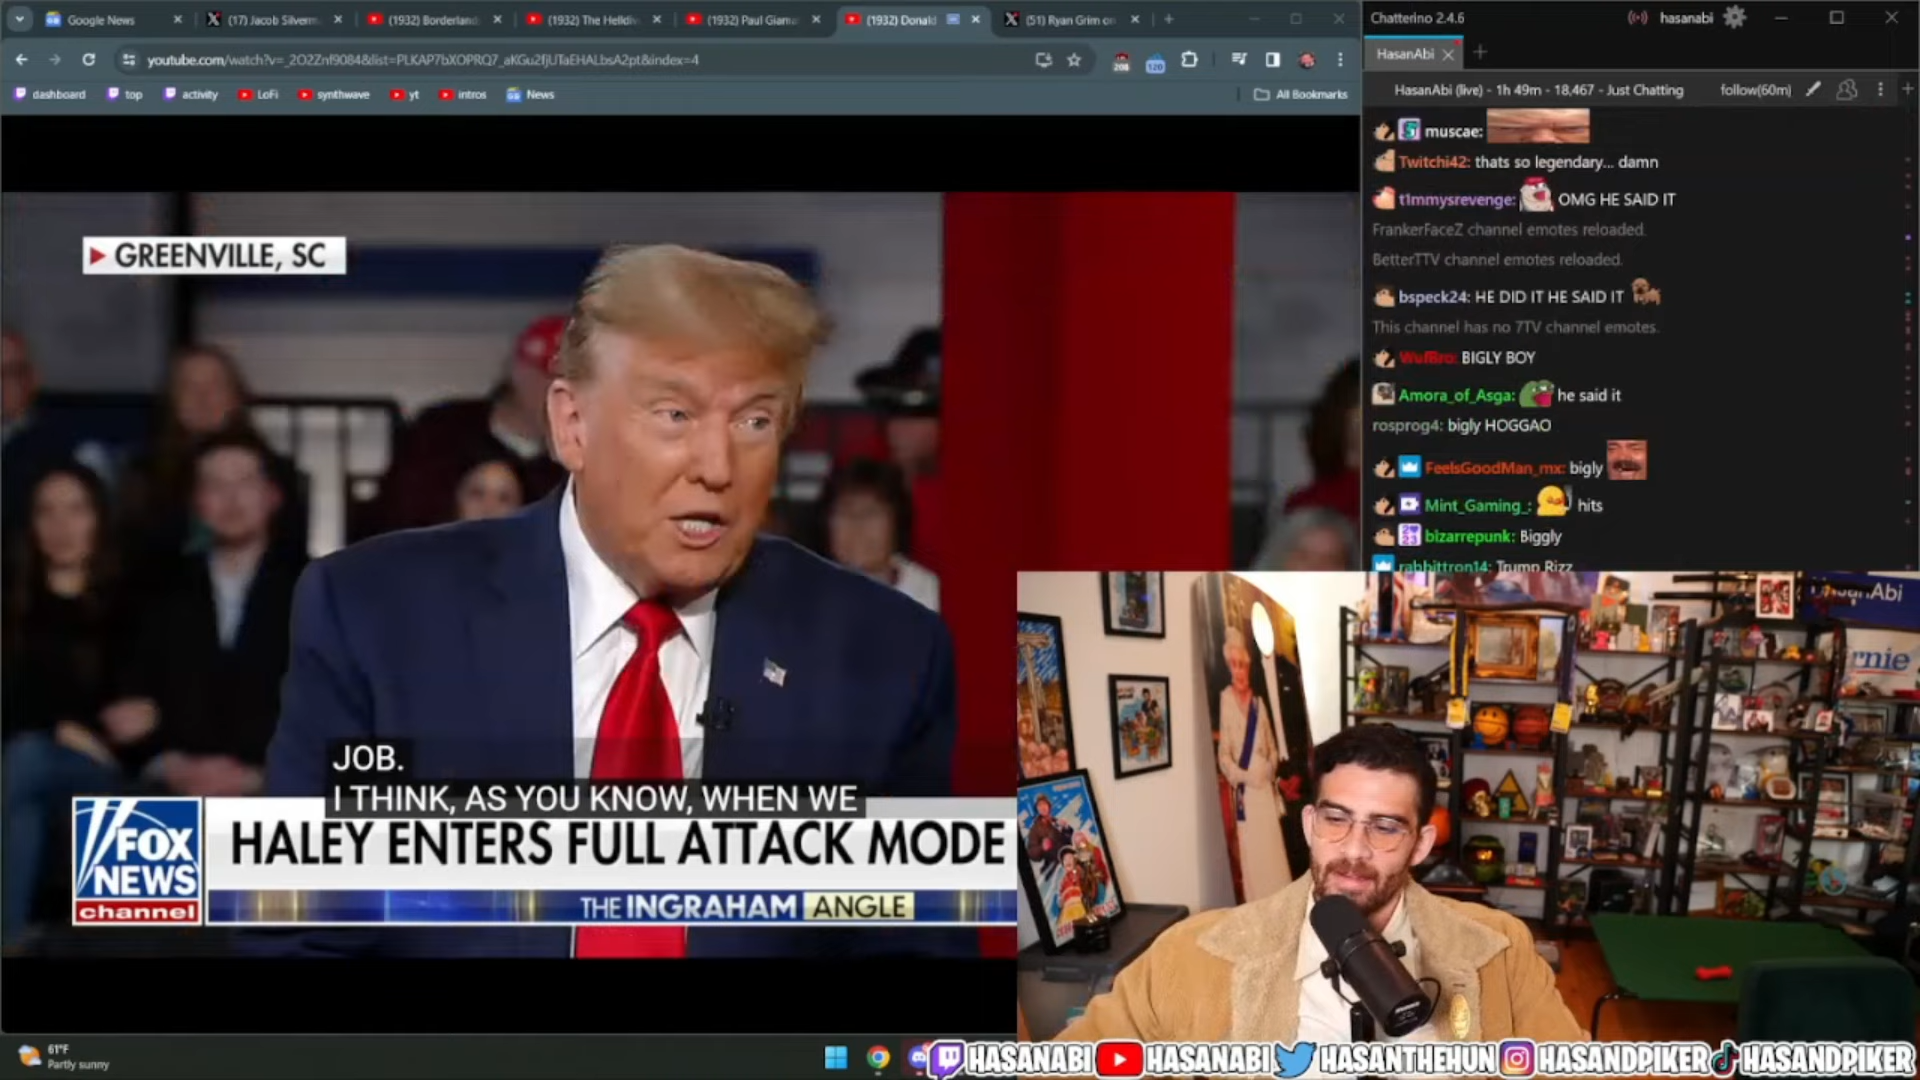 Google News
(17) Jacob Silverm
(1932) Borderland
(1932) The Helldiv
(1932) Paul Giama
(1932) Donald
(51) Ryan Grim on
youtube.com/watch?v=_2O2Znf9084&list=PLKAP7bXOPRQ7_aKGu2fjUTaEHALbsA2pt&index=4
dashboard
top
activity
LoFi
synthwave
yt
intros
News
All Bookmarks
GREENVILLE, SC
JOB.
I THINK, AS YOU KNOW, WHEN WE
FOX
NEWS
channel
HALEY ENTERS FULL ATTACK MODE
THE INGRAHAM ANGLE
Chatterino 2.4.6
hasanabi
HasanAbi
HasanAbi (live) - 1h 49m - 18,467 - Just Chatting
follow(60m)
muscae:
Twitchi42: thats so legendary... damn
t1mmysrevenge: OMG HE SAID IT
FrankerFaceZ channel emotes reloaded.
BetterTTV channel emotes reloaded.
bspeck24: HE DID IT HE SAID IT
This channel has no 7TV channel emotes.
BIGLY BOY
Amora_of_Asga: he said it
rosprog4: bigly HOGGAO
FeelsGoodMan_mx: bigly
Mint_Gaming_: hits
bizarrepunk: Biggly
rabbittron14: Trump Rizz
61°F
Partly sunny
HASANABI
HASANABI
HASANTHEHUN
HASANDPIKER
HASANDPIKER